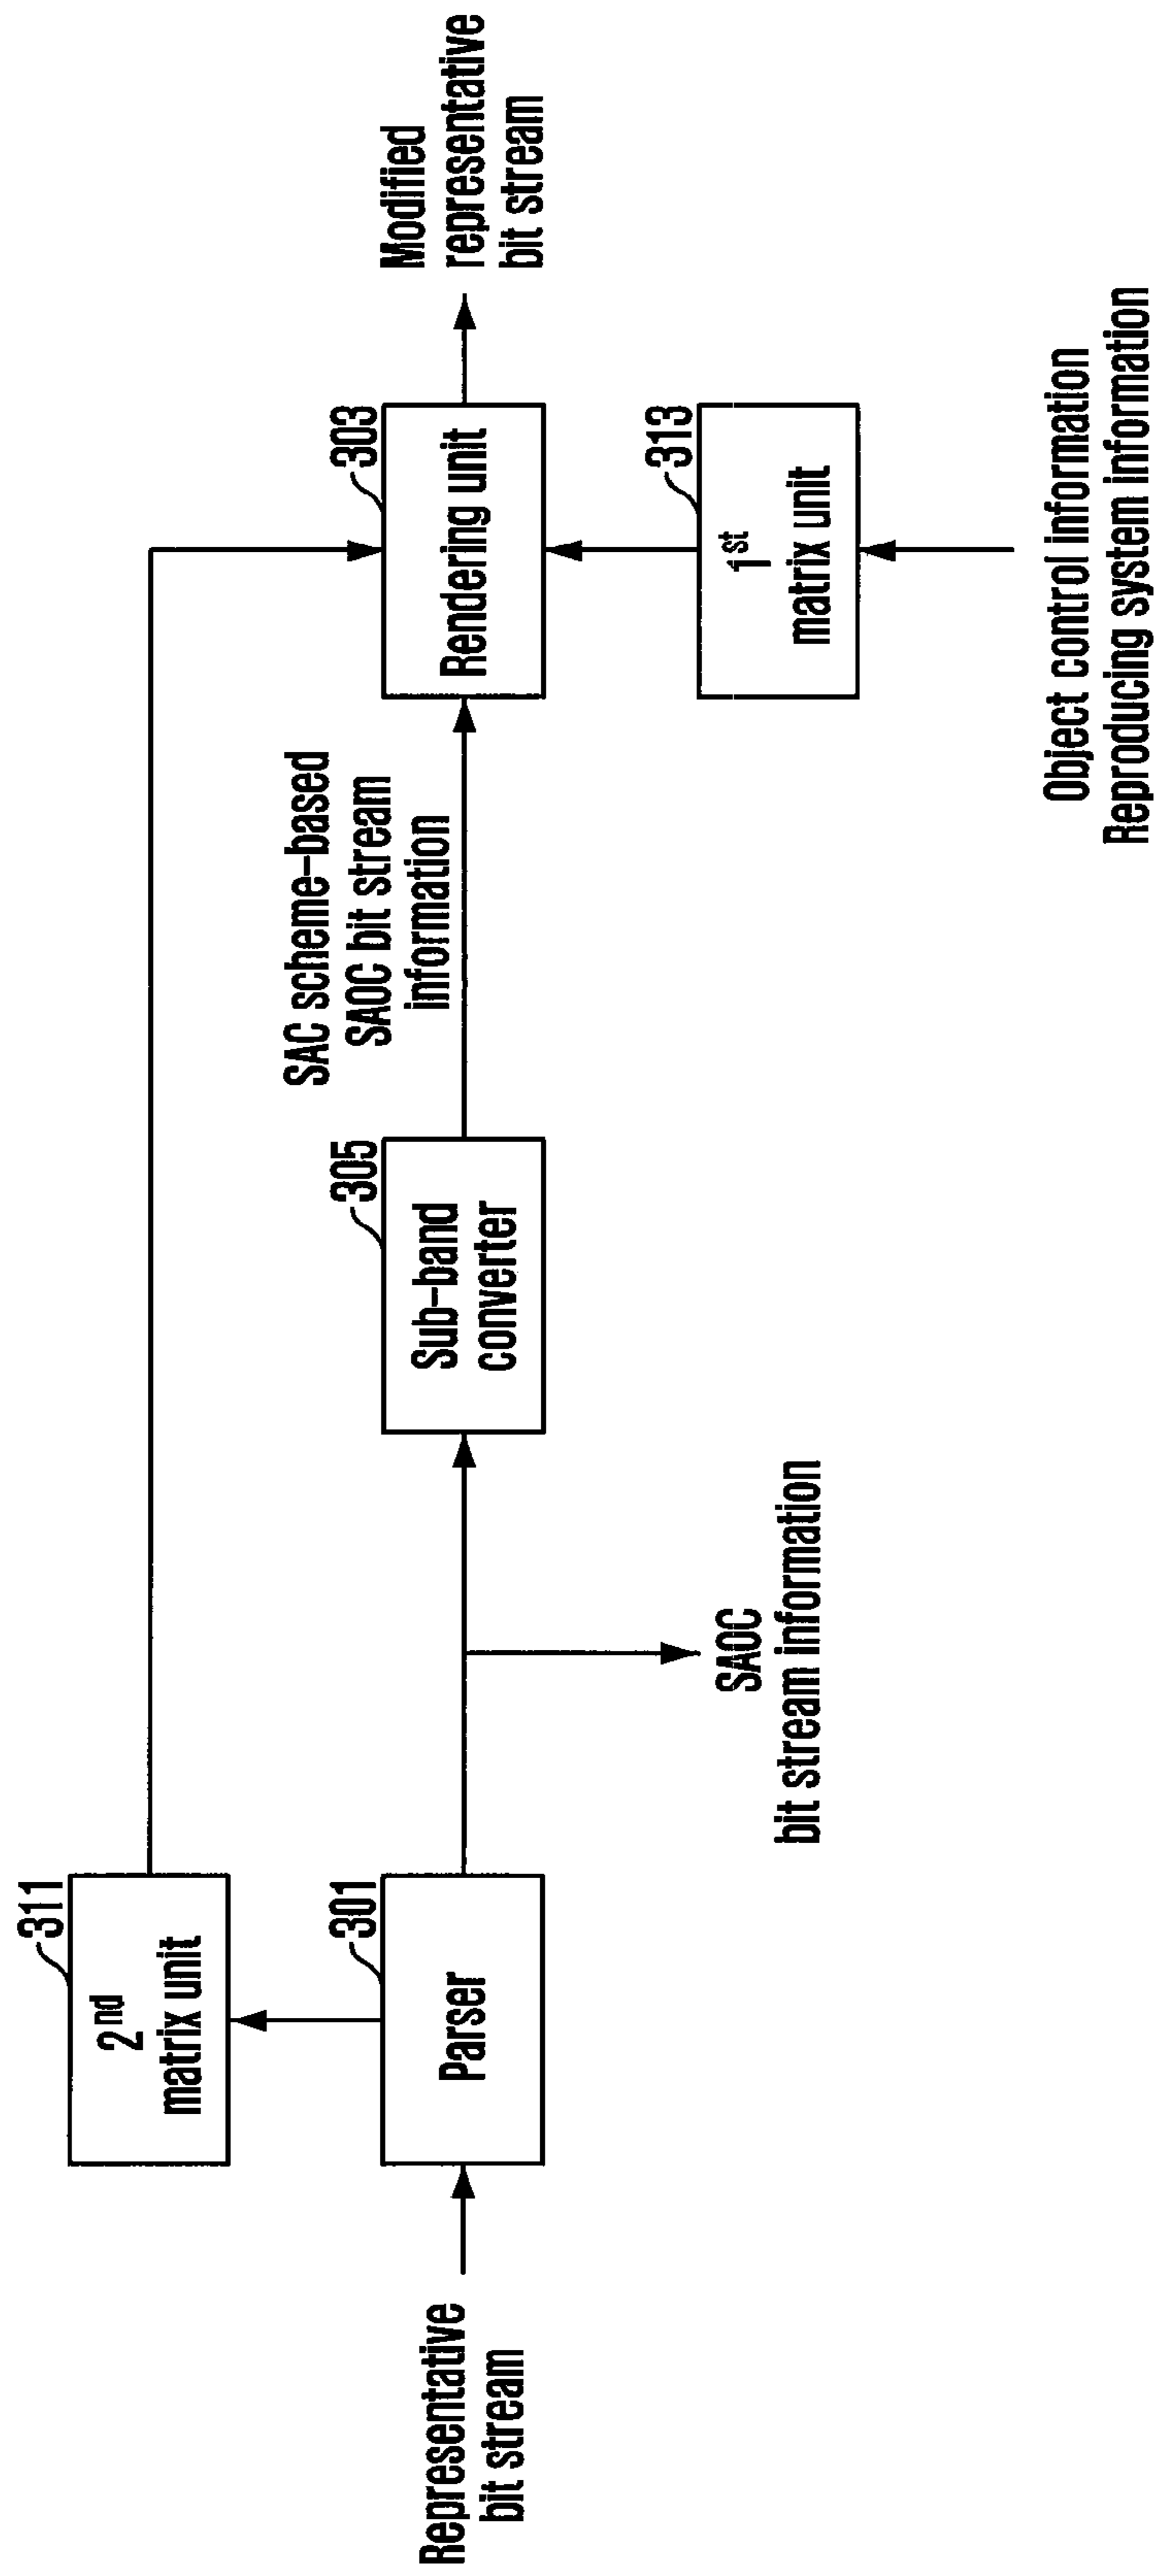 311
2nd
matrix unit
Representative
bit stream
301
Parser
SAOC
bit stream information
305
Sub-band
converter
SAC scheme-based
SAOC bit stream
information
303
Rendering unit
Modified
representative
bit stream
313
1st
matrix unit
Object control information
Reproducing system information